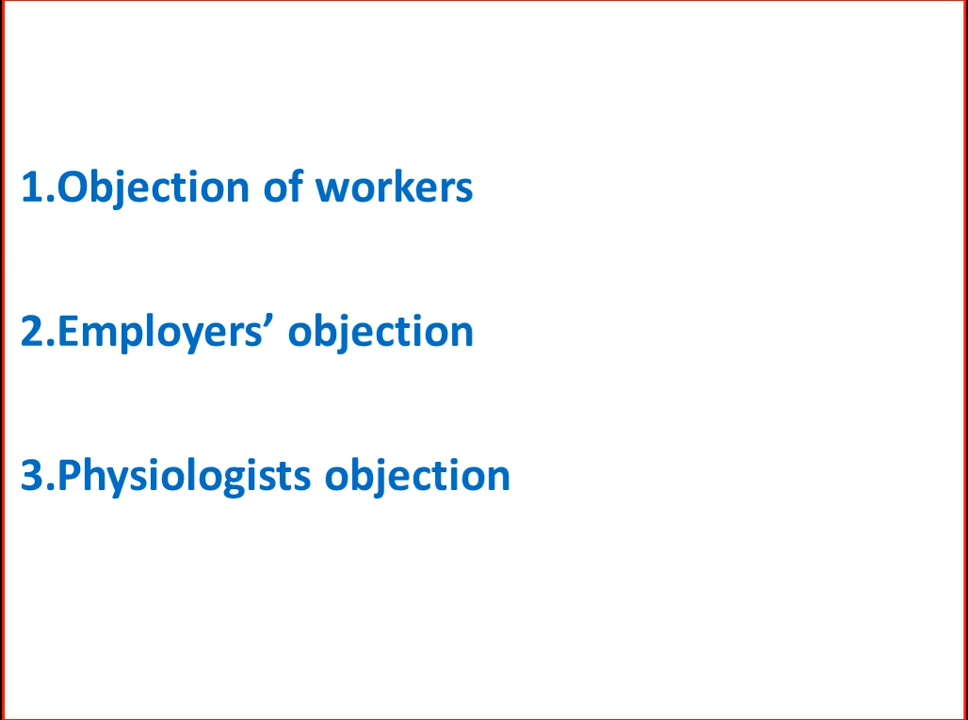 1.Objection of workers
2.Employers’ objection
3.Physiologists objection